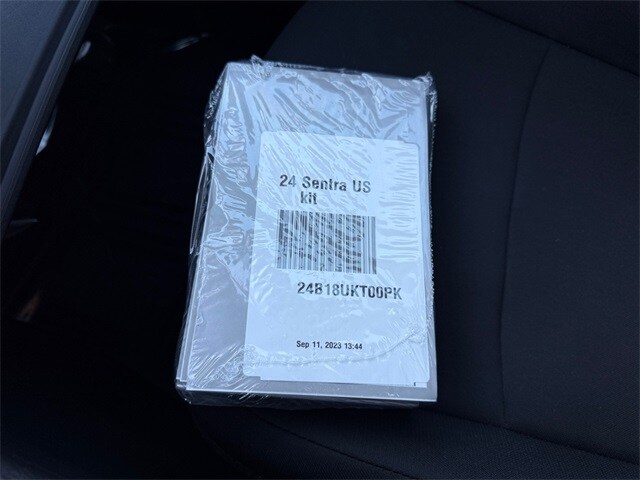 24 Sentra US
kit
24B18UKT00PK
Sep 11, 2023 13:44